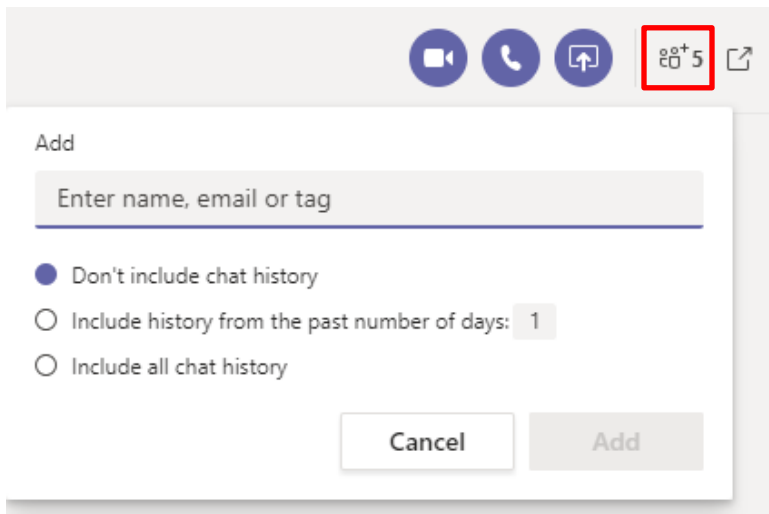 5
Add
Enter name, email or tag
Don't include chat history
Include history from the past number of days: 1
Include all chat history
Cancel Add